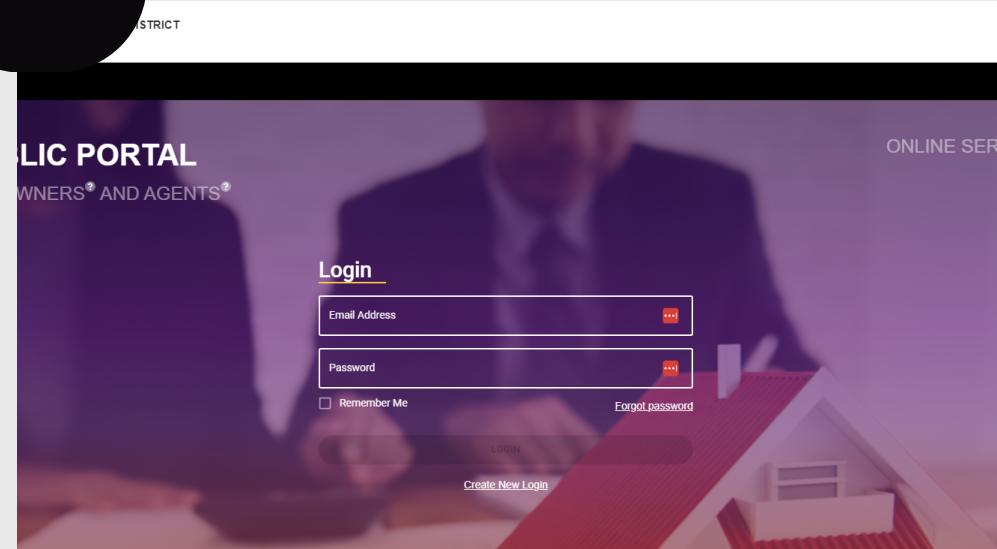 ISTRICT
LIC PORTAL
WNERS? AND AGENTS?
ONLINE SER
Login
Email Address
Password
Remember Me
Forgot password
LOGIN
Create New Login